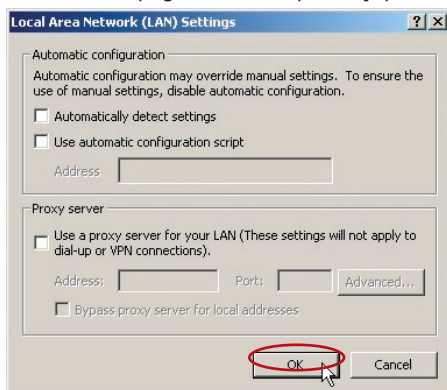 Local Area Network (LAN) Settings
Automatic configuration
Automatic configuration may override manual settings. To ensure the
use of manual settings, disable automatic configuration.
Automatically detect settings
Use automatic configuration script
Address
Proxy server
Use a proxy server for your LAN (These settings will not apply to
dial-up or VPN connections).
Address:
Port:
Advanced...
Bypass proxy server for local addresses
OK
Cancel